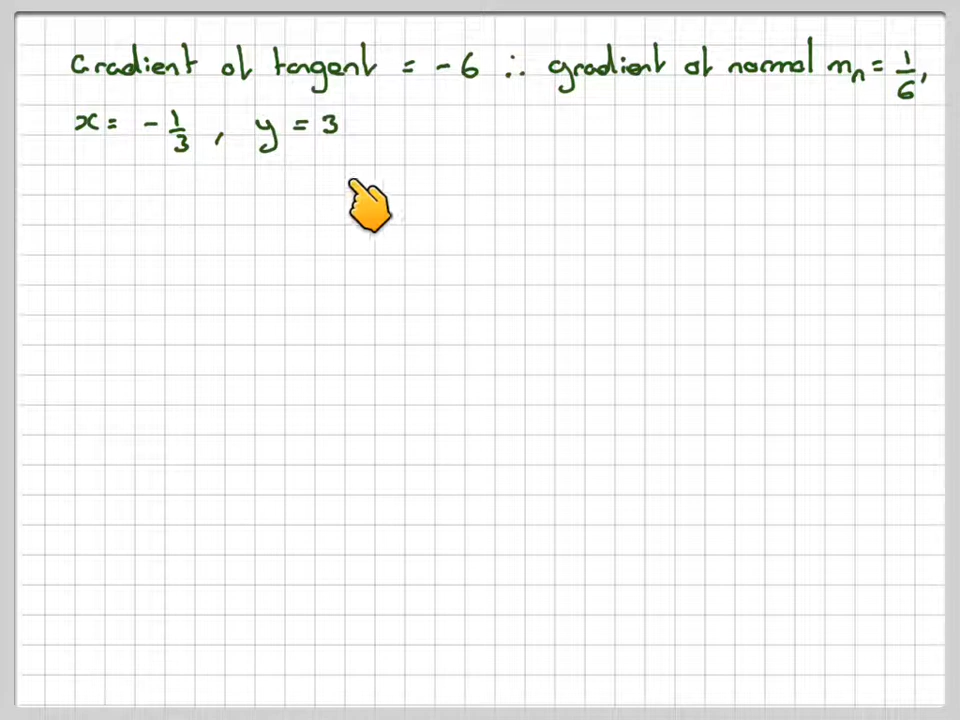 Gradient of tangent = -6 ∴ gradient of normal mₙ = 1/6,
x = -1/3, y = 3